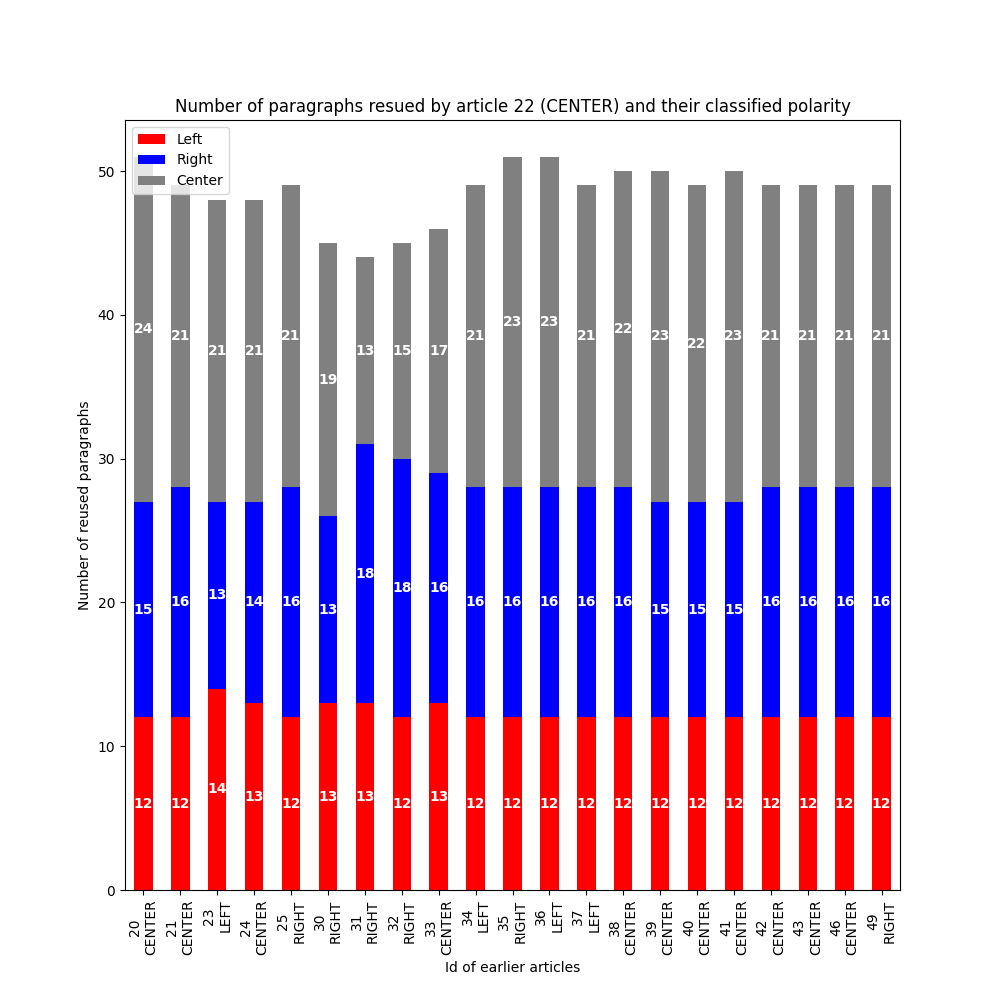 Number of paragraphs resued by article 22 (CENTER) and their classified polarity
Left
Right
Center
Number of reused paragraphs
50
40
30
20
10
0
24 21 21 21 21 19 13 15 17 21 23 23 21 22 23 22 23 21 21 21 21
15 16 13 14 16 13 18 18 16 16 16 16 16 16 15 15 15 16 16 16 16
12 12 14 13 12 13 13 12 13 12 12 12 12 12 12 12 12 12 12 12 12
20
CENTER
21
CENTER
23
LEFT
24
CENTER
25
RIGHT
30
RIGHT
31
RIGHT
32
RIGHT
33
CENTER
34
LEFT
35
RIGHT
36
LEFT
37
LEFT
38
CENTER
39
CENTER
40
CENTER
41
CENTER
42
CENTER
43
CENTER
46
CENTER
49
RIGHT
Id of earlier articles